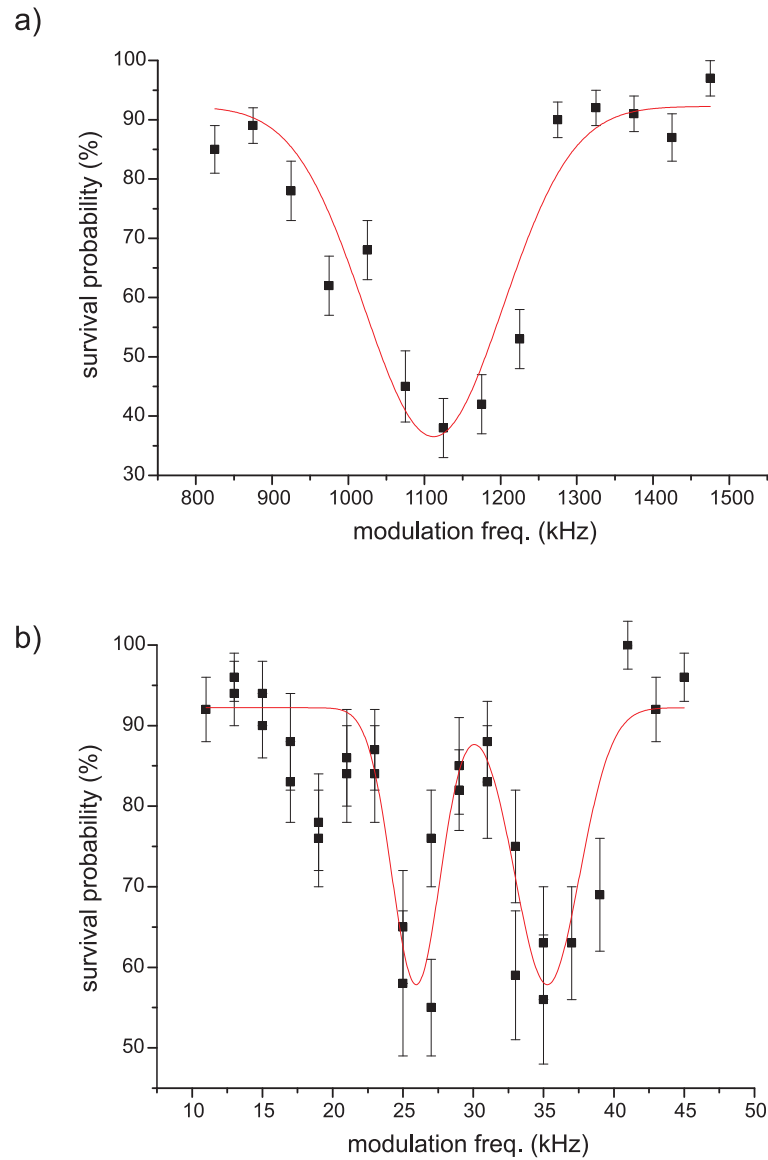 a)
100
90
80
70
60
50
40
30
survival probability (%)
800 900 1000 1100 1200 1300 1400 1500
modulation freq. (kHz)
b)
100
90
80
70
60
50
survival probability (%)
10 15 20 25 30 35 40 45 50
modulation freq. (kHz)